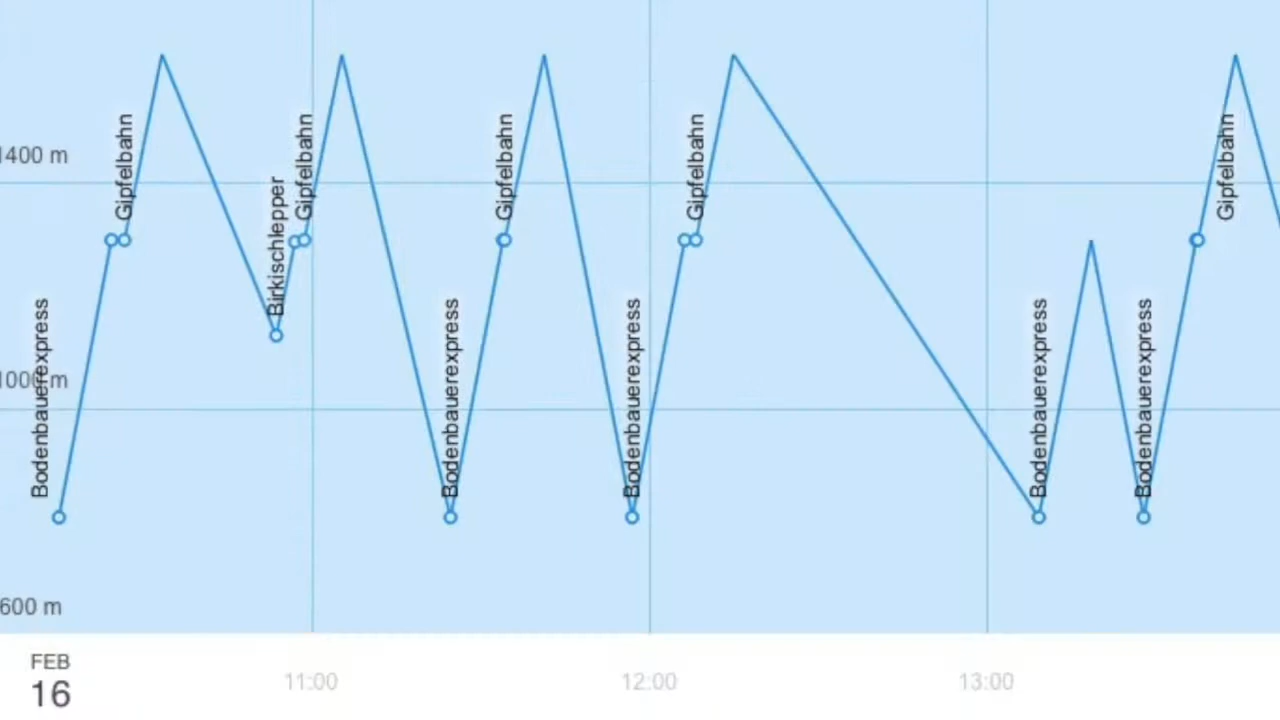 1400 m
1000 m
600 m
Bodenbauerexpress
Gipfelbahn
Birkischlepper
Gipfelbahn
Bodenbauerexpress
Gipfelbahn
Bodenbauerexpress
Gipfelbahn
Bodenbauerexpress
Bodenbauerexpress
Gipfelbahn
FEB
16
11:00
12:00
13:00